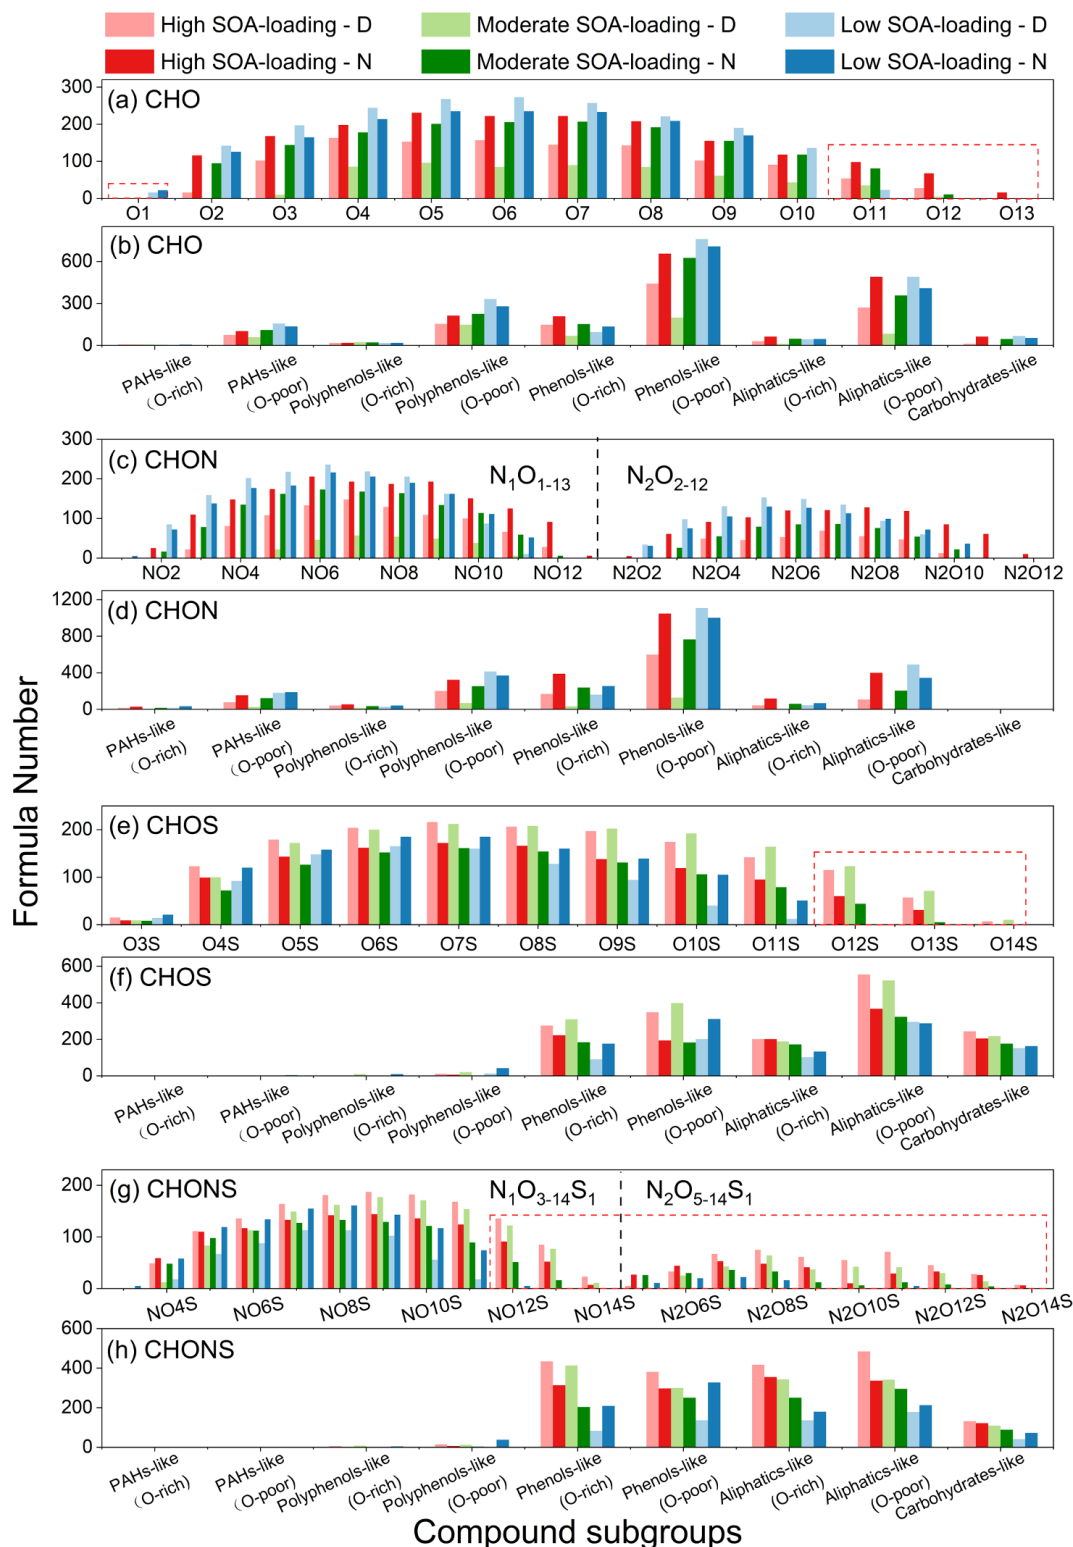 High SOA-loading - D
Moderate SOA-loading - D
Low SOA-loading - D
High SOA-loading - N
Moderate SOA-loading - N
Low SOA-loading - N
Formula Number
(a) CHO
300
200
100
0
O1 O2 O3 O4 O5 O6 O7 O8 O9 O10 O11 O12 O13
(b) CHO
600
300
0
PAHs-like (O-rich)
PAHs-like (O-poor)
Polyphenols-like (O-rich)
Polyphenols-like (O-poor)
Phenols-like (O-rich)
Phenols-like (O-poor)
Aliphatics-like (O-rich)
Aliphatics-like (O-poor)
Carbohydrates-like
(c) CHON
N₁O₁₋₁₃
N₂O₂₋₁₂
300
200
100
0
NO2 NO4 NO6 NO8 NO10 NO12 N2O2 N2O4 N2O6 N2O8 N2O10 N2O12
(d) CHON
1200
800
400
0
PAHs-like (O-rich)
PAHs-like (O-poor)
Polyphenols-like (O-rich)
Polyphenols-like (O-poor)
Phenols-like (O-rich)
Phenols-like (O-poor)
Aliphatics-like (O-rich)
Aliphatics-like (O-poor)
Carbohydrates-like
(e) CHOS
200
100
0
O3S O4S O5S O6S O7S O8S O9S O10S O11S O12S O13S O14S
(f) CHOS
600
400
200
0
PAHs-like (O-rich)
PAHs-like (O-poor)
Polyphenols-like (O-rich)
Polyphenols-like (O-poor)
Phenols-like (O-rich)
Phenols-like (O-poor)
Aliphatics-like (O-rich)
Aliphatics-like (O-poor)
Carbohydrates-like
(g) CHONS
N₁O₃₋₁₄S₁
N₂O₅₋₁₄S₁
200
100
0
NO4S NO6S NO8S NO10S NO12S NO14S N2O6S N2O8S N2O10S N2O12S N2O14S
(h) CHONS
600
400
200
0
PAHs-like (O-rich)
PAHs-like (O-poor)
Polyphenols-like (O-rich)
Polyphenols-like (O-poor)
Phenols-like (O-rich)
Phenols-like (O-poor)
Aliphatics-like (O-rich)
Aliphatics-like (O-poor)
Carbohydrates-like
Compound subgroups